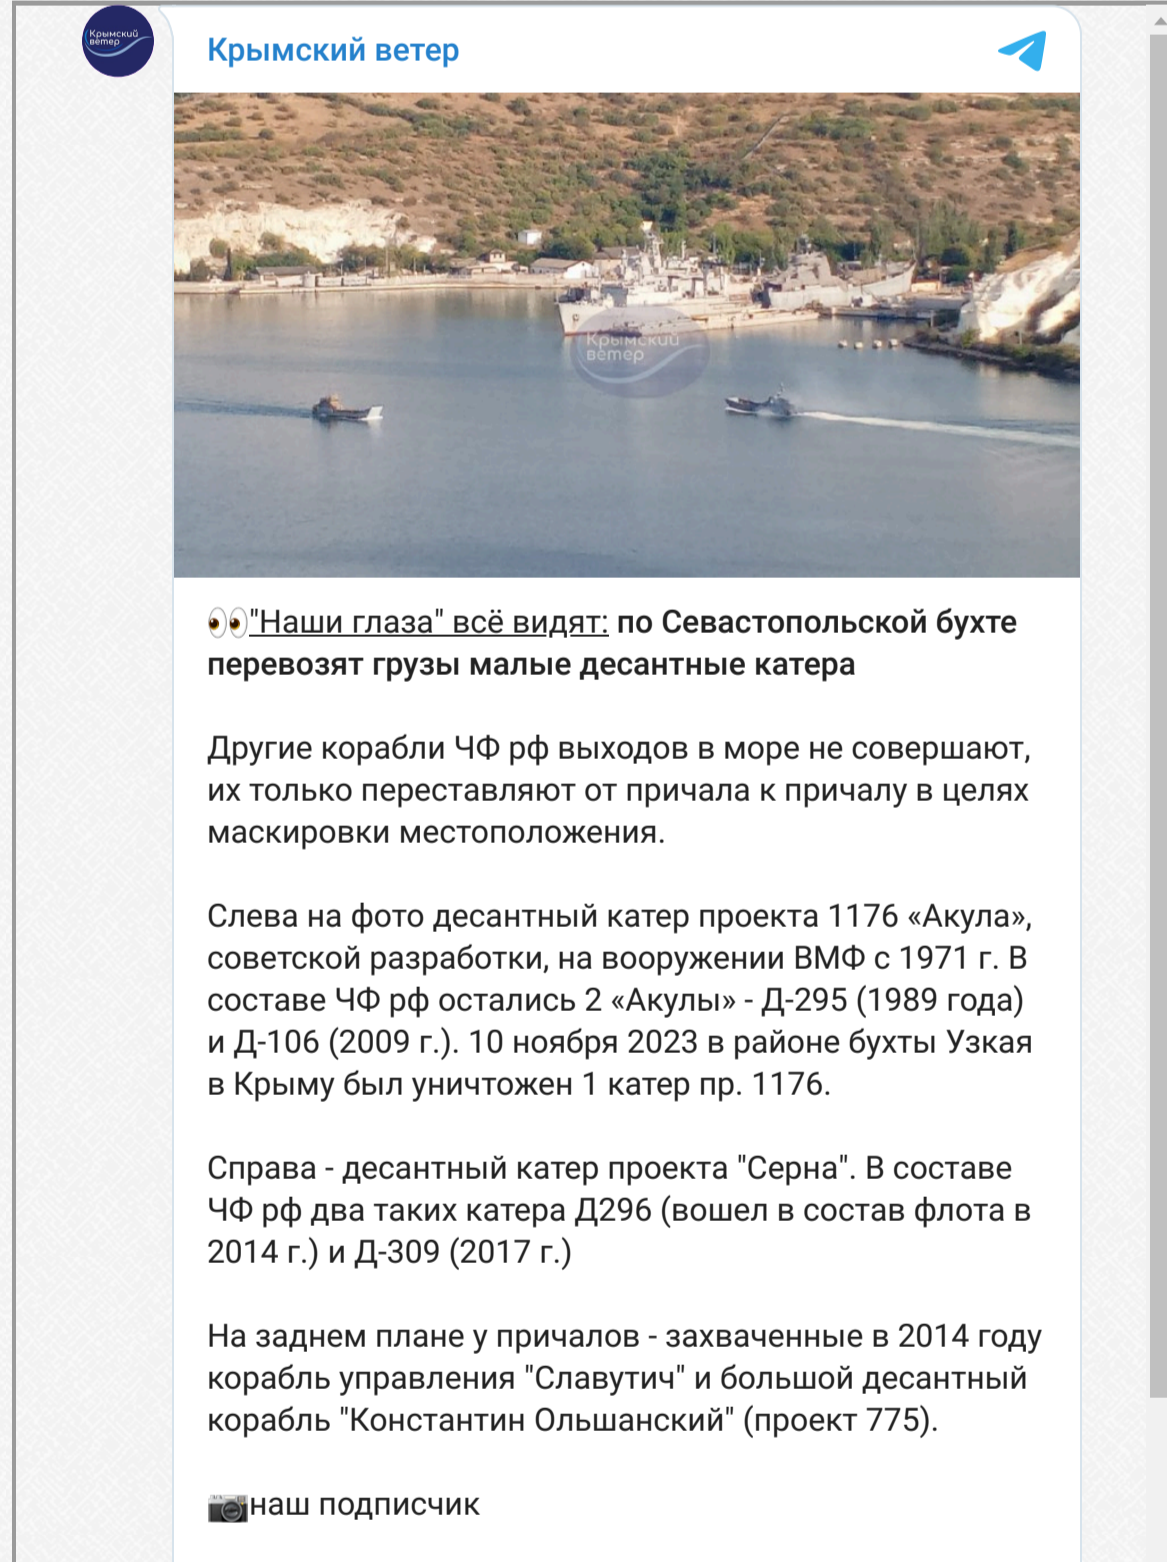 Крымский
ветер
Крымский ветер
Крымский
ветер
"Наши глаза" всё видят: по Севастопольской бухте
перевозят грузы малые десантные катера
Другие корабли ЧФ рф выходов в море не совершают,
их только переставляют от причала к причалу в целях
маскировки местоположения.
Слева на фото десантный катер проекта 1176 «Акула»,
советской разработки, на вооружении ВМФ с 1971 г. В
составе ЧФ рф остались 2 «Акулы» - Д-295 (1989 года)
и Д-106 (2009 г.). 10 ноября 2023 в районе бухты Узкая
в Крыму был уничтожен 1 катер пр. 1176.
Справа - десантный катер проекта "Серна". В составе
ЧФ рф два таких катера Д296 (вошел в состав флота в
2014 г.) и Д-309 (2017 г.)
На заднем плане у причалов - захваченные в 2014 году
корабль управления "Славутич" и большой десантный
корабль "Константин Ольшанский" (проект 775).
наш подписчик